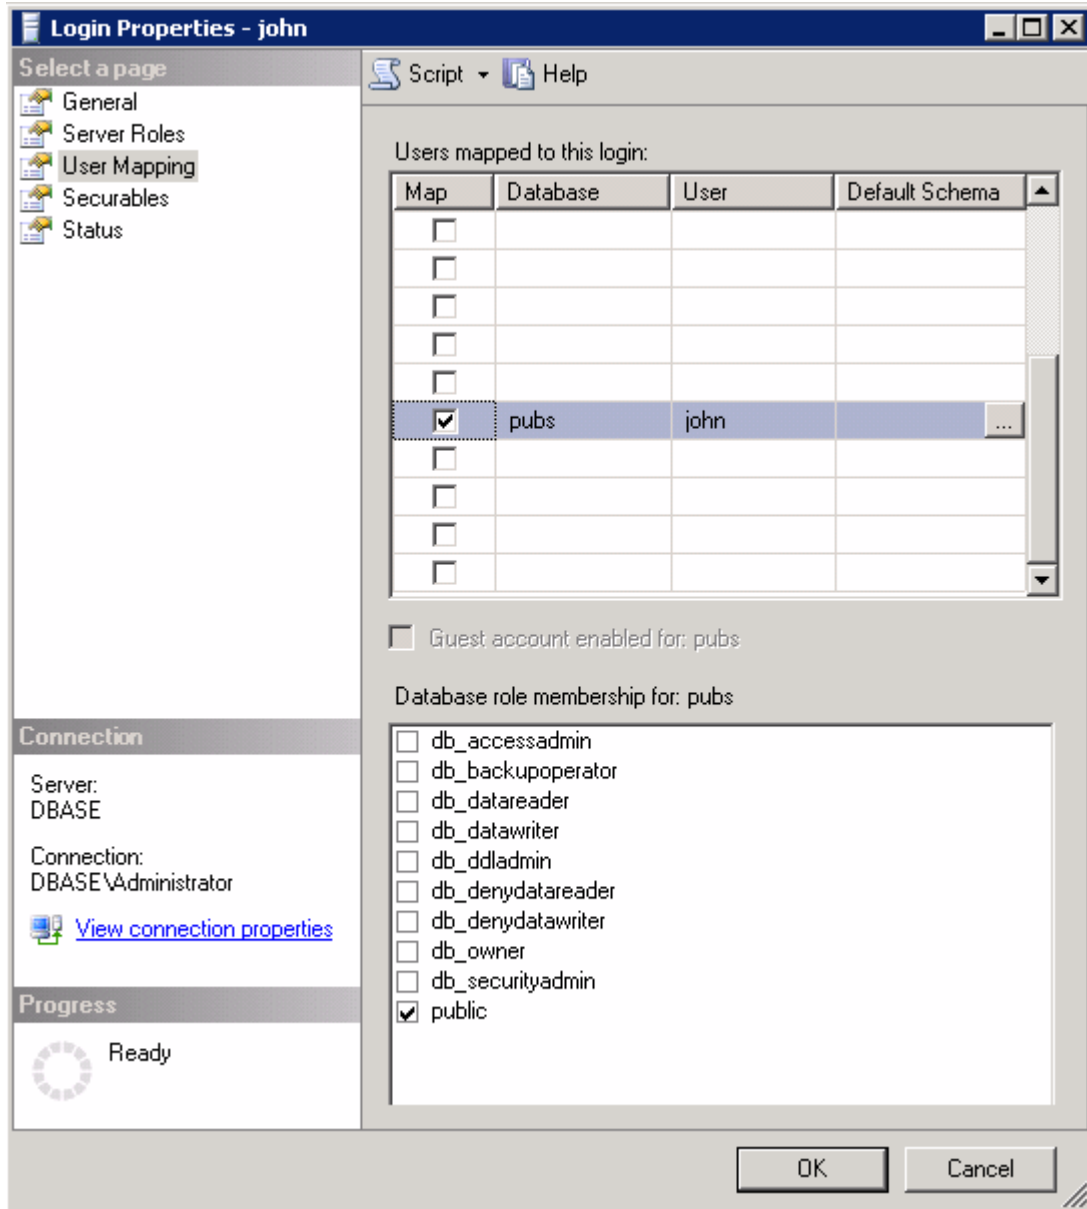 Login Properties - john
Select a page
General
Server Roles
User Mapping
Securables
Status
Script Help
Users mapped to this login:
Map Database User Default Schema
pubs john ...
Guest account enabled for: pubs
Database role membership for: pubs
db_accessadmin
db_backupoperator
db_datareader
db_datawriter
db_ddladmin
db_denydatareader
db_denydatawriter
db_owner
db_securityadmin
public
Connection
Server:
DBASE
Connection:
DBASE\Administrator
View connection properties
Progress
Ready
OK Cancel